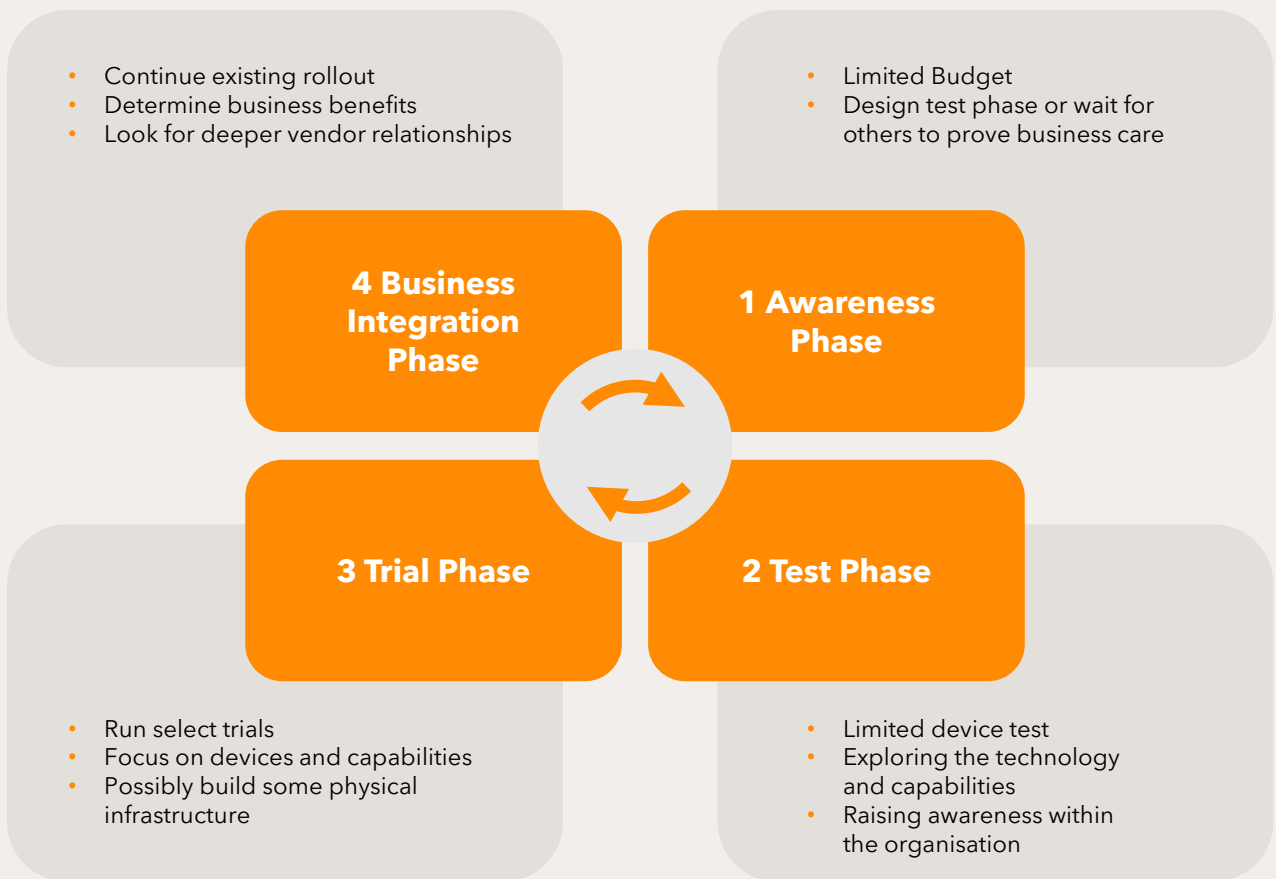 • Continue existing rollout
• Determine business benefits
• Look for deeper vendor relationships
• Limited Budget
• Design test phase or wait for
others to prove business care
4 Business
Integration
Phase
1 Awareness
Phase
3 Trial Phase
2 Test Phase
• Run select trials
• Focus on devices and capabilities
• Possibly build some physical
infrastructure
• Limited device test
• Exploring the technology
and capabilities
• Raising awareness within
the organisation